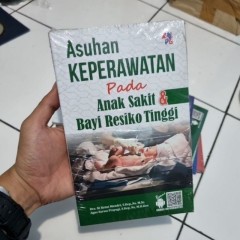 Asuhan
KEPERAWATAN
Pada
Anak Sakit &
Bayi Resiko Tinggi